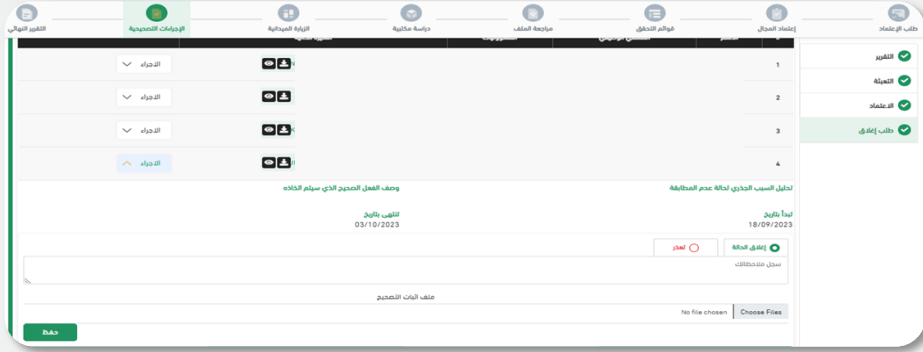 طلب الإعتماد
إعتماد المجال
قوائم التحقق
مراجعة الملف
دراسة مكتبية
الزيارة الميدانية
الإجراءات التصحيحية
التقرير النهائي
التقرير
التعبئة
الاعتماد
طلب إغلاق
1 الاجراء
2 الاجراء
3 الاجراء
4 الاجراء
تحليل السبب الجذري لحالة عدم المطابقة
وصف الفعل الصحيح الذي سيتم اتخاذه
تبدأ بتاريخ
18/09/2023
تنتهي بتاريخ
03/10/2023
إغلاق الحالة
تعذر
سجل ملاحظاتك
ملف اثبات التصحيح
Choose Files No file chosen
حفظ